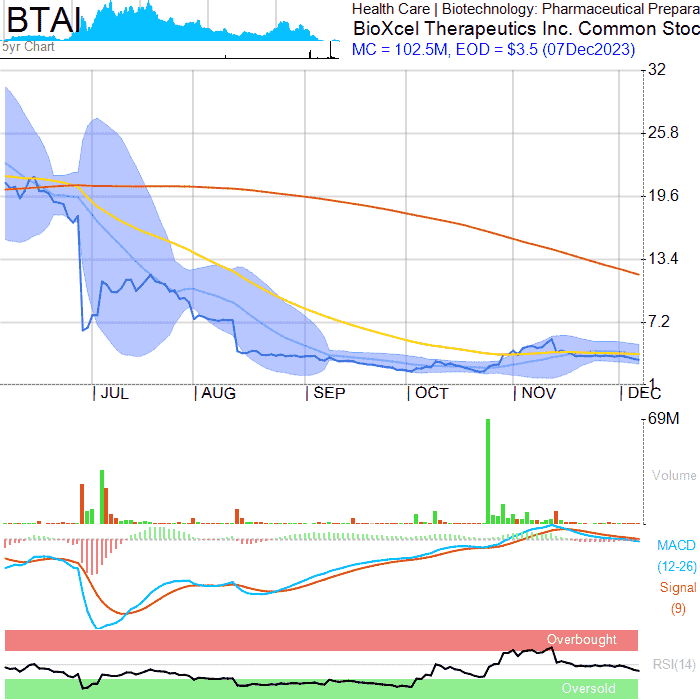 BTAI
5yr Chart
Health Care | Biotechnology: Pharmaceutical Prepara
BioXcel Therapeutics Inc. Common Stoc
MC = 102.5M, EOD = $3.5 (07Dec2023)
32
25.8
19.6
13.4
7.2
1
| JUL | AUG | SEP | OCT | NOV | DEC
69M
Volume
MACD
(12-26)
Signal
(9)
Overbought
RSI(14)
Oversold